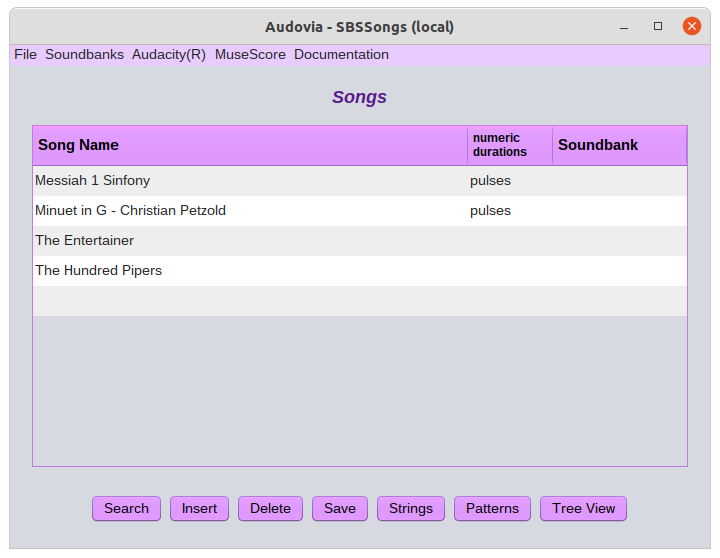 Audovia - SBSSongs (local)
File Soundbanks Audacity(R) MuseScore Documentation
Songs
Song Name numeric durations Soundbank
Messiah 1 Sinfony pulses
Minuet in G - Christian Petzold pulses
The Entertainer
The Hundred Pipers
Search Insert Delete Save Strings Patterns Tree View